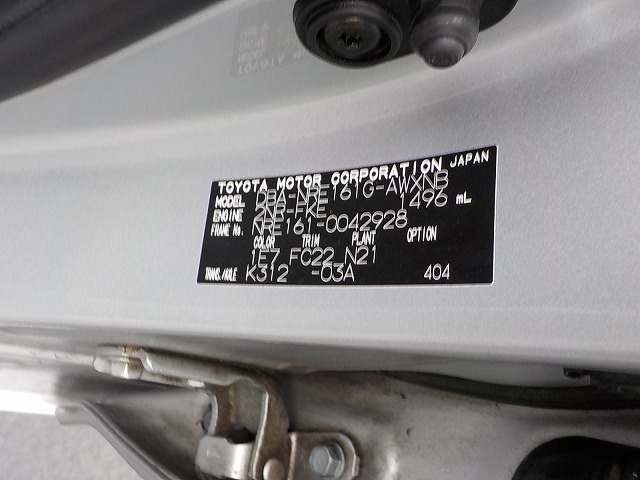 TOYOTA MOTOR CORPORATION JAPAN
MODEL DBA-NRE161G-AWXNB
ENGINE 2NR-FKE 1496 mL
FRAME No. NRE161-0042928
COLOR TRIM PLANT OPTION
1E7 FC22 N21
TRANS./AXLE K312 -03A 404